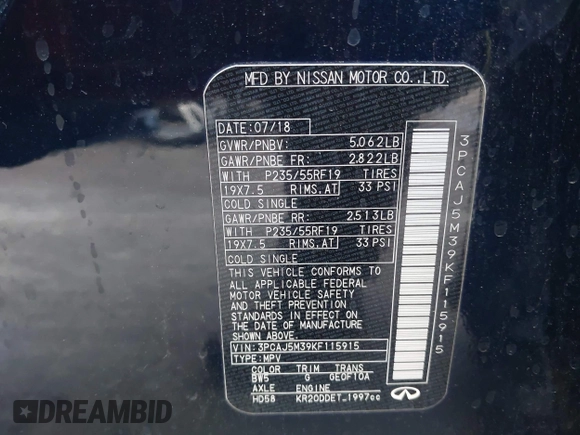 MFD BY NISSAN MOTOR CO.,LTD.
DATE:07/18
GVWR/PNBV: 5.062LB
GAWR/PNBE FR: 2.822LB
WITH P235/55RF19 TIRES
19X7.5 RIMS.AT 33 PSI
COLD SINGLE
GAWR/PNBE RR: 2.513LB
WITH P235/55RF19 TIRES
19X7.5 RIMS.AT 33 PSI
COLD SINGLE
THIS VEHICLE CONFORMS TO
ALL APPLICABLE FEDERAL
MOTOR VEHICLE SAFETY
AND THEFT PREVENTION
STANDARDS IN EFFECT ON
THE DATE OF MANUFACTURE
SHOWN ABOVE.
VIN: 3PCAJ5M39KF115915
TYPE:MPV
COLOR TRIM TRANS
BW5 G GE0F10A
AXLE ENGINE
HD58 KR20DDET 1997cc
3PCAJ5M39KF115915
AutoBidMaster